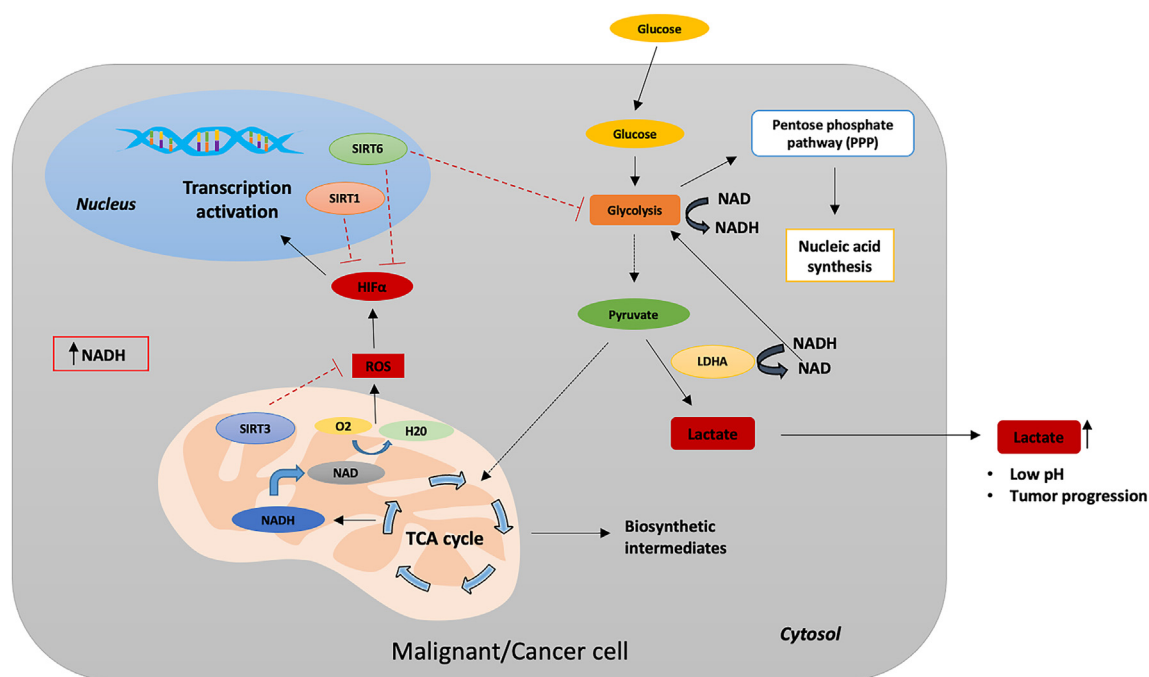 Glucose
Glucose
Pentose phosphate
pathway (PPP)
SIRT6
Transcription
activation
Nucleus
SIRT1
Glycolysis
NAD
NADH
Nucleic acid
synthesis
HIFα
Pyruvate
NADH
LDHA
NADH
NAD
ROS
SIRT3
O2
H20
Lactate
Lactate
• Low pH
• Tumor progression
NAD
NADH
TCA cycle
Biosynthetic
intermediates
Cytosol
Malignant/Cancer cell